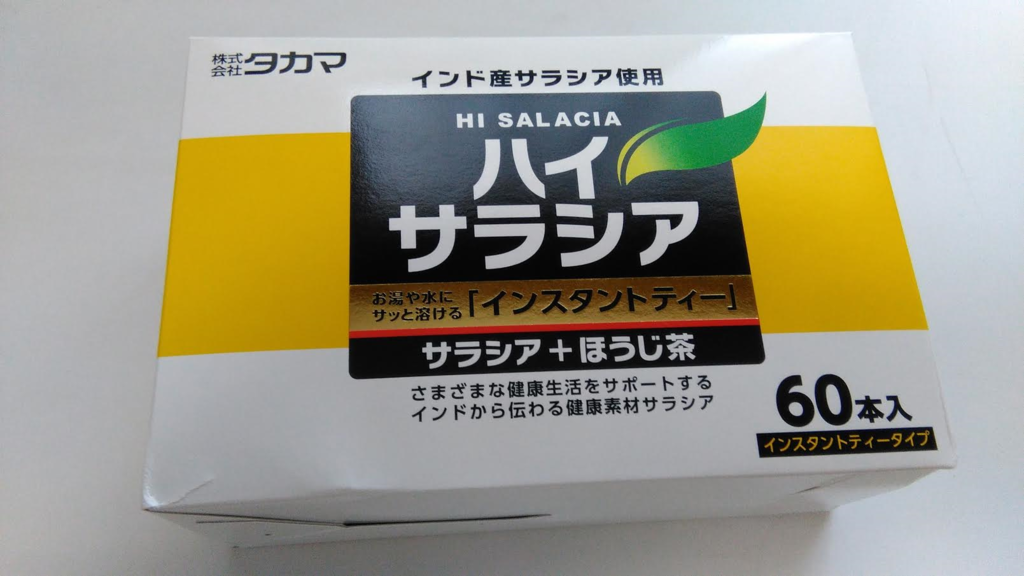 株式会社タカマ
インド産サラシア使用
HI SALACIA
ハイ
サラシア
お湯や水に
サッと溶ける
「インスタントティー」
サラシア+ほうじ茶
さまざまな健康生活をサポートする
インドから伝わる健康素材サラシア
60本入
インスタントティータイプ